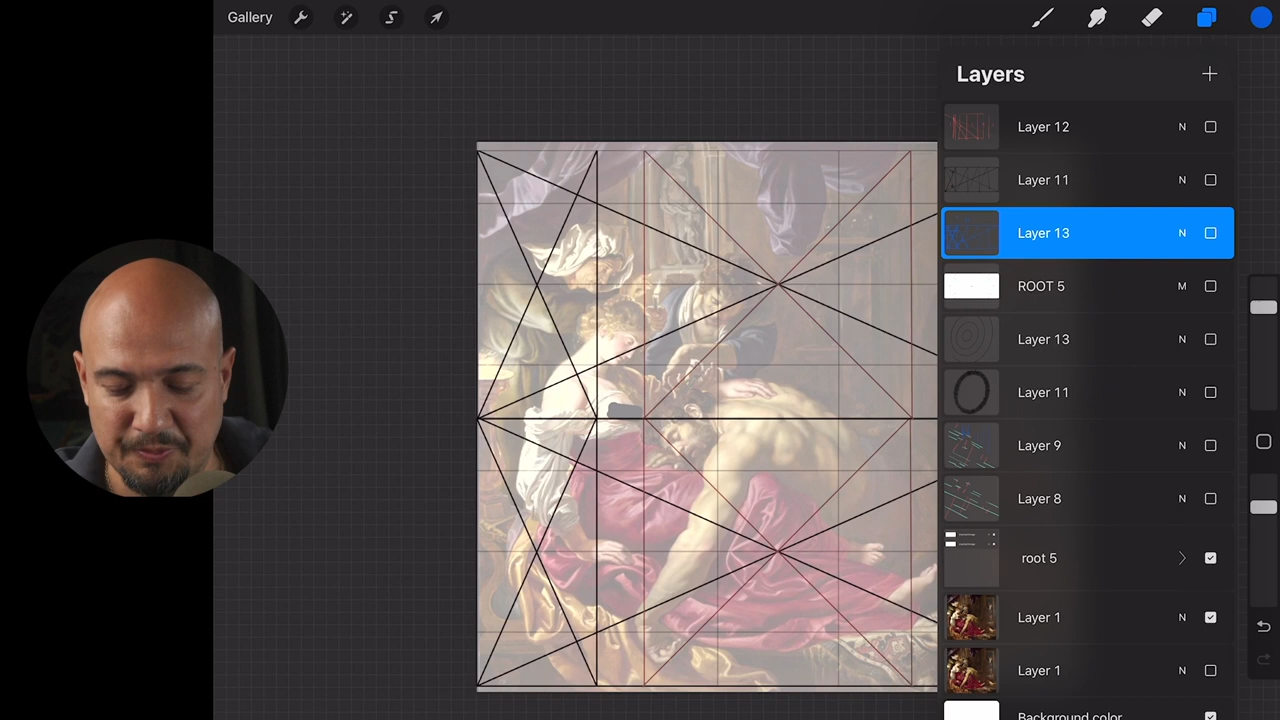 Gallery
Layers
Layer 12 N
Layer 11 N
Layer 13 N
ROOT 5 M
Layer 13 N
Layer 11 N
Layer 9 N
Layer 8 N
root 5
Layer 1 N
Layer 1 N
Background color